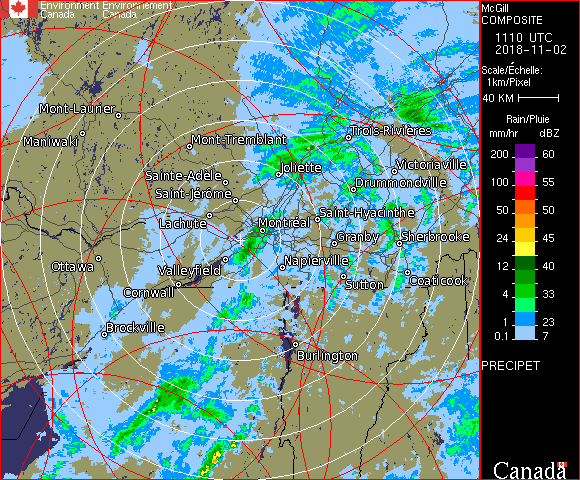 Environment Environnement
Canada Canada
McGill
COMPOSITE
1110 UTC
2018-11-02
Scale/Échelle:
1km/Pixel
40 KM
Rain/Pluie
mm/hr dBZ
200 60
100 55
50 50
24 45
12 40
4 33
1 23
0.1 7
PRECIPET
Canada
Mont-Laurier
Maniwaki
Mont-Tremblant
Trois-Rivières
Sainte-Adèle
Joliette
Victoriaville
Saint-Jérôme
Drummondville
Lachute
Montréal
Saint-Hyacinthe
Granby
Sherbrooke
Ottawa
Valleyfield
Napierville
Cornwall
Sutton
Coaticook
Brockville
Burlington